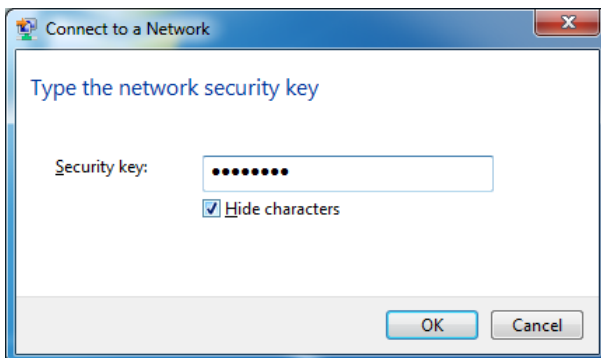 Connect to a Network
Type the network security key
Security key: ••••••••
Hide characters
OK Cancel